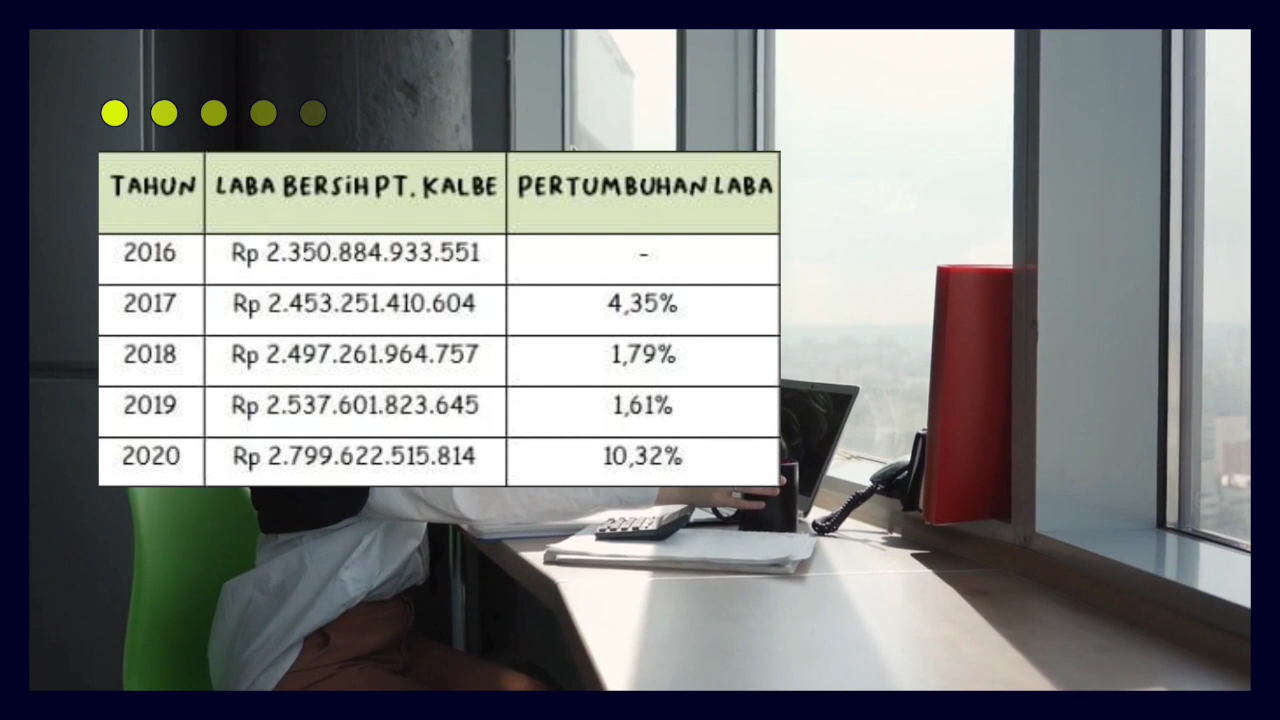 TAHUN LABA BERSIH PT. KALBE PERTUMBUHAN LABA
2016 Rp 2.350.884.933.551 -
2017 Rp 2.453.251.410.604 4,35%
2018 Rp 2.497.261.964.757 1,79%
2019 Rp 2.537.601.823.645 1,61%
2020 Rp 2.799.622.515.814 10,32%